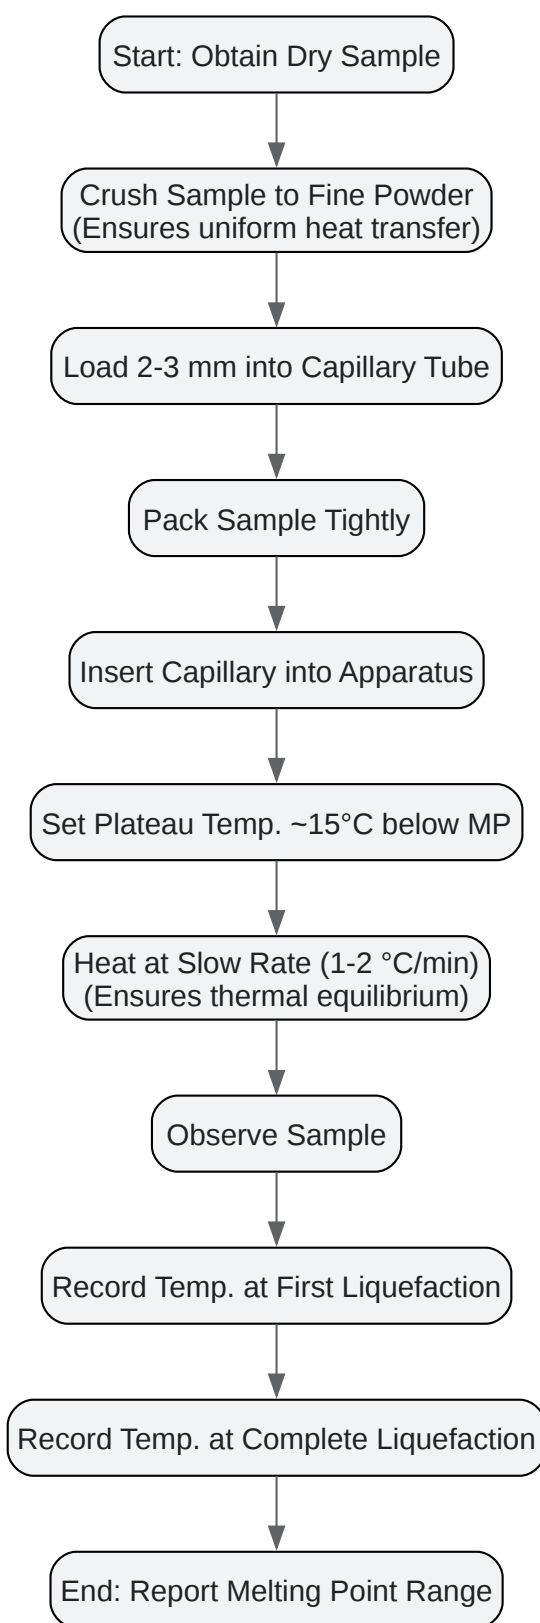 Start: Obtain Dry Sample
Crush Sample to Fine Powder
(Ensures uniform heat transfer)
Load 2-3 mm into Capillary Tube
Pack Sample Tightly
Insert Capillary into Apparatus
Set Plateau Temp. ~15°C below MP
Heat at Slow Rate (1-2 °C/min)
(Ensures thermal equilibrium)
Observe Sample
Record Temp. at First Liquefaction
Record Temp. at Complete Liquefaction
End: Report Melting Point Range